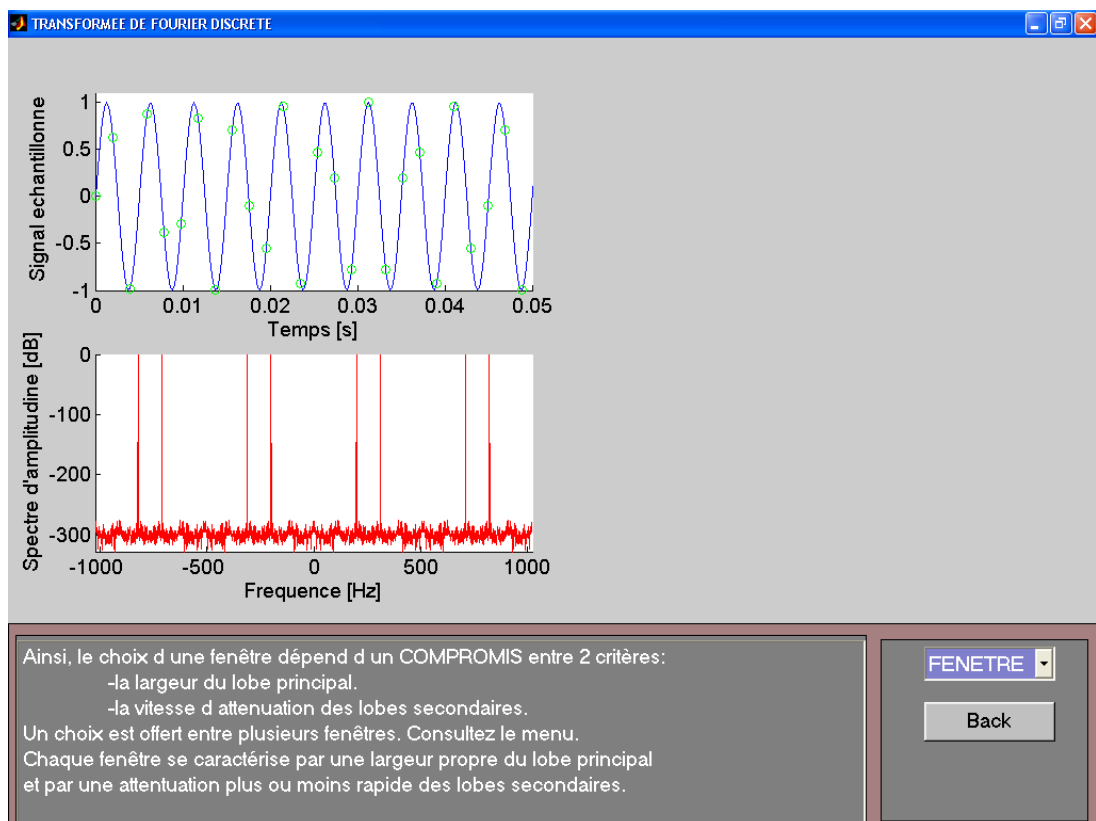 TRANSFORMEE DE FOURIER DISCRETE
Signal echantillonne
1
0.5
0
-0.5
-1
0 0.01 0.02 0.03 0.04 0.05
Temps [s]
Spectre d'amplitudine [dB]
0
-100
-200
-300
-1000 -500 0 500 1000
Frequence [Hz]
Ainsi, le choix d une fenêtre dépend d un COMPROMIS entre 2 critères:
-la largeur du lobe principal.
-la vitesse d attenuation des lobes secondaires.
Un choix est offert entre plusieurs fenêtres. Consultez le menu.
Chaque fenêtre se caractérise par une largeur propre du lobe principal
et par une attentuation plus ou moins rapide des lobes secondaires.
FENETRE
Back